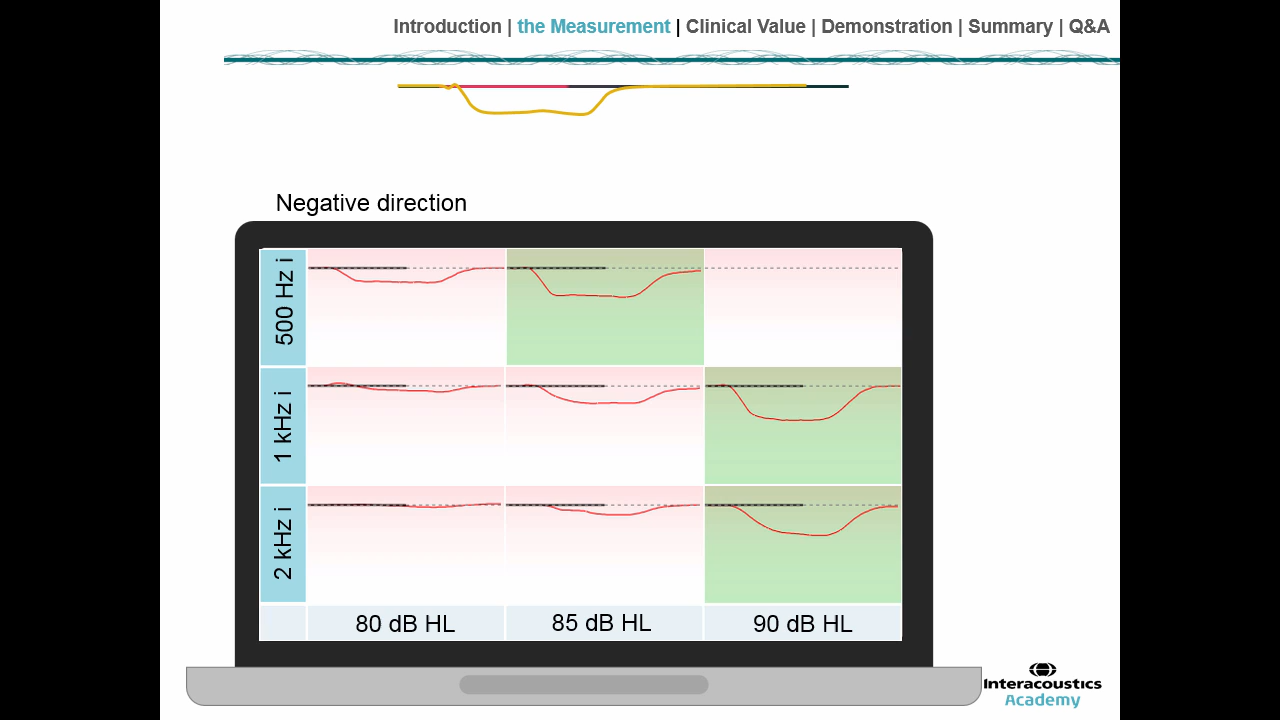 Introduction | the Measurement | Clinical Value | Demonstration | Summary | Q&A
Negative direction
500 Hz i
1 kHz i
2 kHz i
80 dB HL 85 dB HL 90 dB HL
Interacoustics
Academy